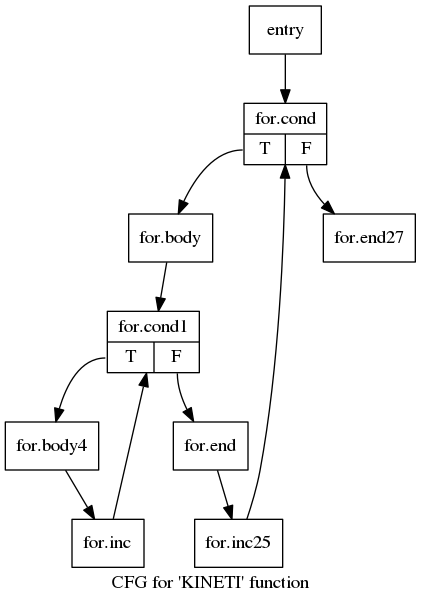 entry
for.cond
T F
for.body
for.end27
for.cond1
T F
for.body4
for.end
for.inc
for.inc25
CFG for 'KINETI' function